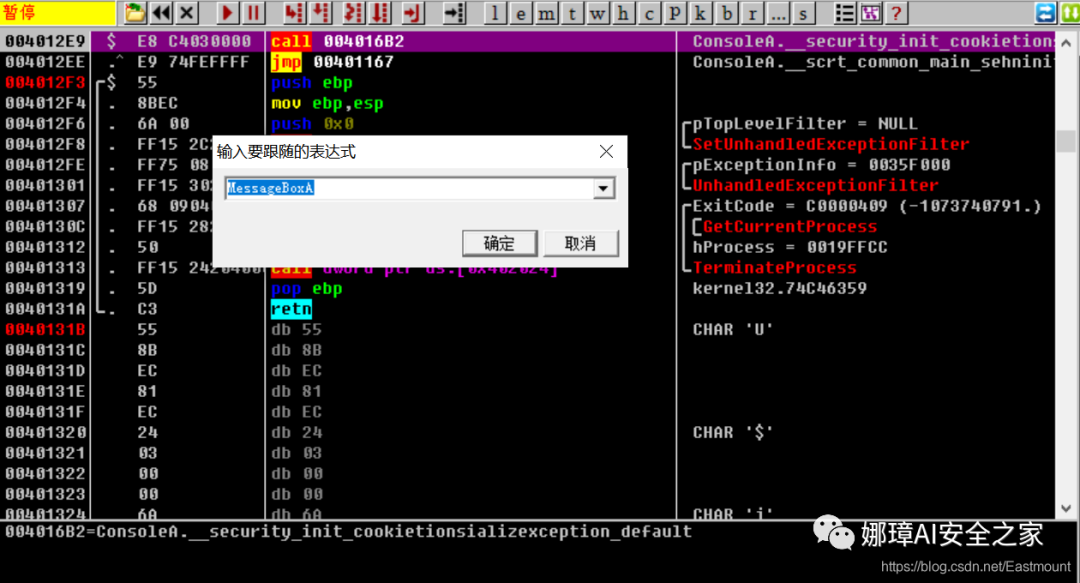 暂停 l e m t w h c p k b r ... s ?
004012E9 $ E8 C4030000 call 004016B2 ConsoleA.__security_init_cookietion
004012EE .^ E9 74FEFFFF jmp 00401167 ConsoleA.__scrt_common_main_sehninit
004012F3 $ 55 push ebp
004012F4 . 8BEC mov ebp,esp
004012F6 . 6A 00 push 0x0 pTopLevelFilter = NULL
004012F8 . FF15 2C SetUnhandledExceptionFilter
004012FE . FF75 08 pExceptionInfo = 0035F000
00401301 . FF15 30 UnhandledExceptionFilter
00401307 . 68 0904 ExitCode = C0000409 (-1073740791.)
0040130C . FF15 28 GetCurrentProcess
00401312 . 50 hProcess = 0019FFCC
00401313 . FF15 24204000 call dword ptr ds:[0x402024] TerminateProcess
00401319 . 5D pop ebp kernel32.74C46359
0040131A . C3 retn
0040131B 55 db 55 CHAR 'U'
0040131C 8B db 8B
0040131D EC db EC
0040131E 81 db 81
0040131F EC db EC
00401320 24 db 24 CHAR '$'
00401321 03 db 03
00401322 00 db 00
00401323 00 db 00
00401324 6A db 6A CHAR 'j'
输入要跟随的表达式
MessageBoxA
确定 取消
004016B2=ConsoleA.__security_init_cookietionsializexception_default
娜璋AI安全之家
https://blog.csdn.net/Eastmount